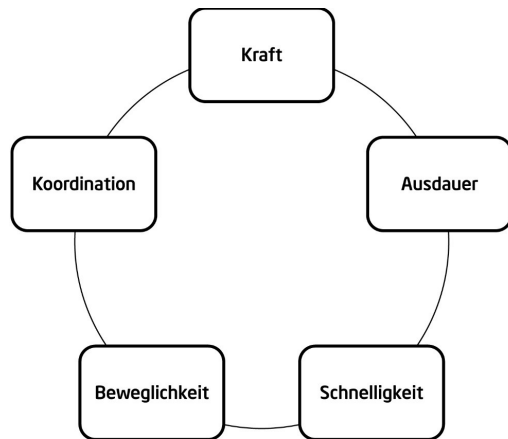 Kraft
Koordination
Ausdauer
Beweglichkeit
Schnelligkeit